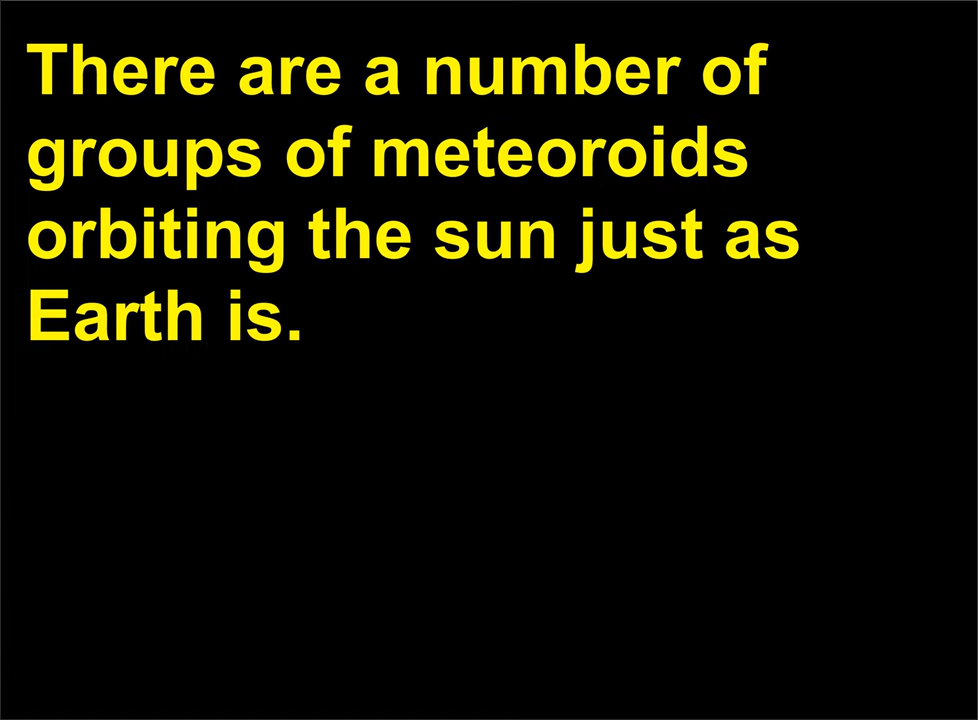 There are a number of
groups of meteoroids
orbiting the sun just as
Earth is.